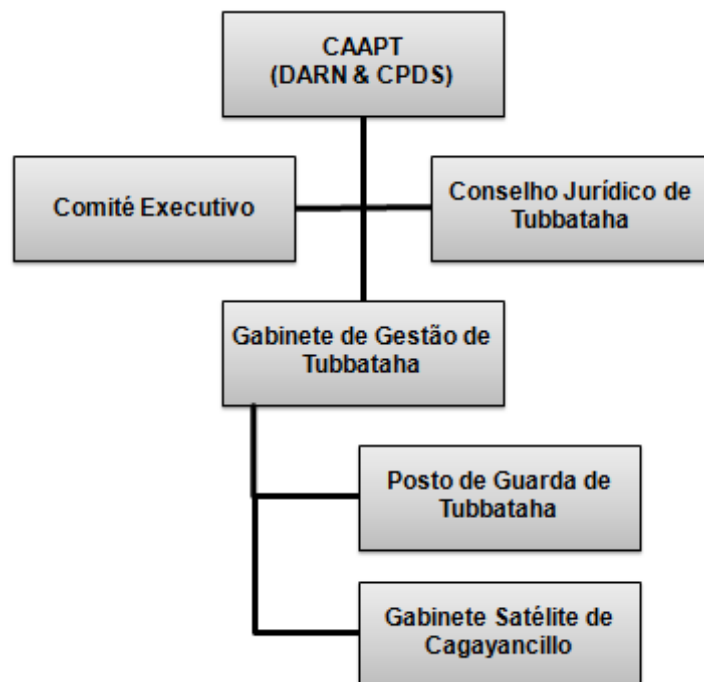 CAAPT
(DARN & CPDS)
Comité Executivo
Conselho Jurídico de
Tubbataha
Gabinete de Gestão de
Tubbataha
Posto de Guarda de
Tubbataha
Gabinete Satélite de
Cagayancillo